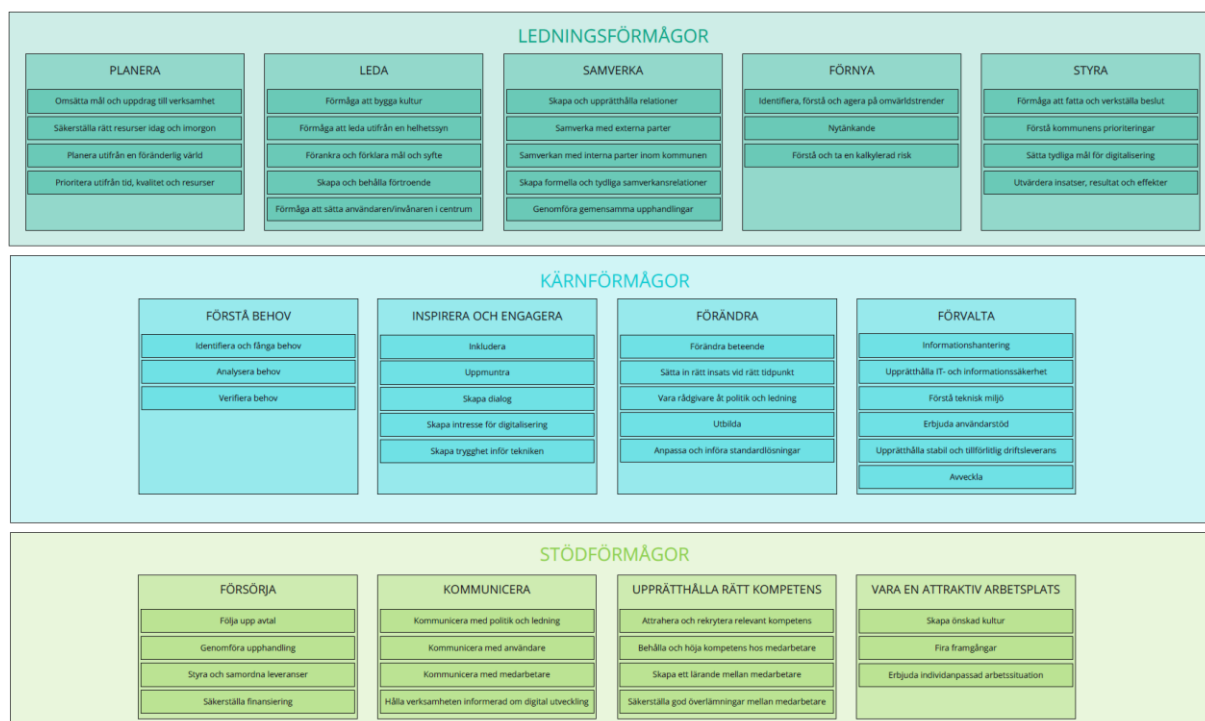 LEDNINGSFÖRMÅGOR
PLANERA
Omsätta mål och uppdrag till verksamhet
Säkerställa rätt resurser idag och imorgon
Planera utifrån en föränderlig värld
Prioritera utifrån tid, kvalitet och resurser
LEDA
Förmåga att bygga kultur
Förmåga att leda utifrån en helhetssyn
Förankra och förklara mål och syfte
Skapa och behålla förtroende
Förmåga att sätta användaren/invånaren i centrum
SAMVERKA
Skapa och upprätthålla relationer
Samverka med externa parter
Samverkan med interna parter inom kommunen
Skapa formella och tydliga samverkansrelationer
Genomföra gemensamma upphandlingar
FÖRNYA
Identifiera, förstå och agera på omvärldstrender
Nytänkande
Förstå och ta en kalkylerad risk
STYRA
Förmåga att fatta och verkställa beslut
Förstå kommunens prioriteringar
Sätta tydliga mål för digitalisering
Utvärdera insatser, resultat och effekter
KÄRNFÖRMÅGOR
FÖRSTÅ BEHOV
Identifiera och fånga behov
Analysera behov
Verifiera behov
INSPIRERA OCH ENGAGERA
Inkludera
Uppmuntra
Skapa dialog
Skapa intresse för digitalisering
Skapa trygghet inför tekniken
FÖRÄNDRA
Förändra beteende
Sätta in rätt insats vid rätt tidpunkt
Vara rådgivare åt politik och ledning
Utbilda
Anpassa och införa standardlösningar
FÖRVALTA
Informationshantering
Upprätthålla IT- och informationssäkerhet
Förstå teknisk miljö
Erbjuda användarstöd
Upprätthålla stabil och tillförlitlig driftsleverans
Avveckla
STÖDFÖRMÅGOR
FÖRSÖRJA
Följa upp avtal
Genomföra upphandling
Styra och samordna leveranser
Säkerställa finansiering
KOMMUNICERA
Kommunicera med politik och ledning
Kommunicera med användare
Kommunicera med medarbetare
Hålla verksamheten informerad om digital utveckling
UPPRÄTTHÅLLA RÄTT KOMPETENS
Attrahera och rekrytera relevant kompetens
Behålla och höja kompetens hos medarbetare
Skapa ett lärande mellan medarbetare
Säkerställa god överlämningar mellan medarbetare
VARA EN ATTRAKTIV ARBETSPLATS
Skapa önskad kultur
Fira framgångar
Erbjuda individanpassad arbetssituation